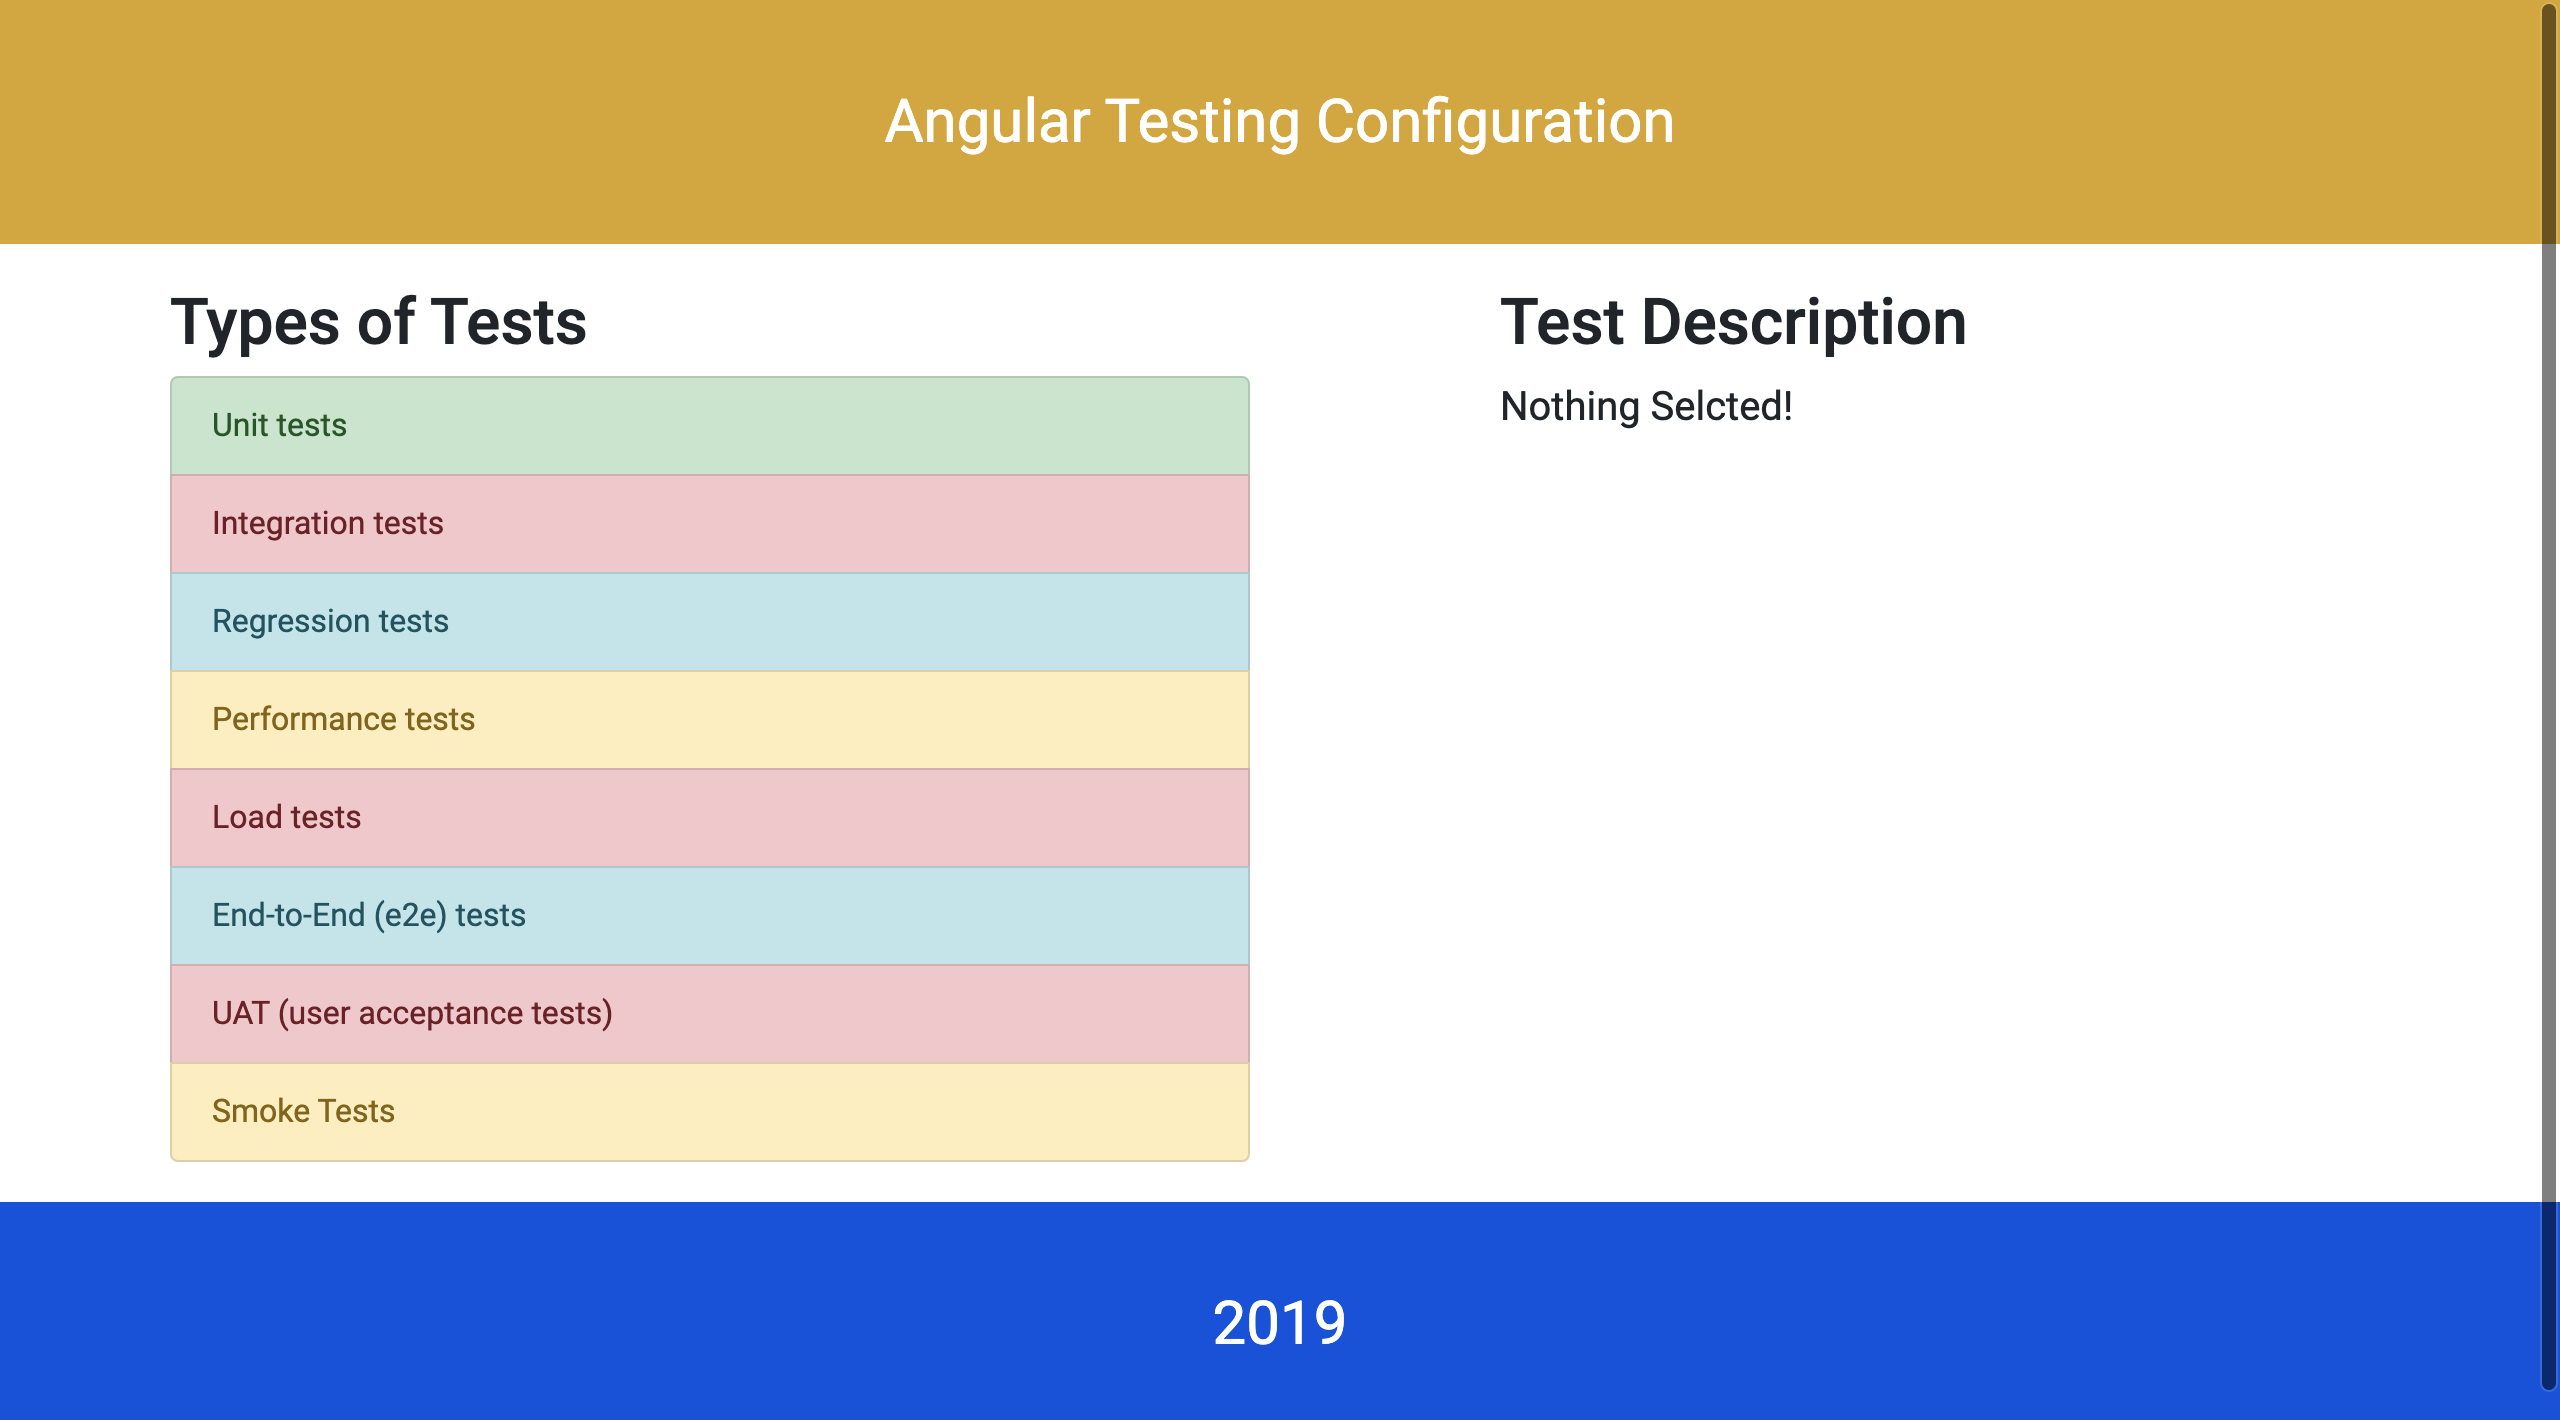 Angular Testing Configuration
Types of Tests
Unit tests
Integration tests
Regression tests
Performance tests
Load tests
End-to-End (e2e) tests
UAT (user acceptance tests)
Smoke Tests
Test Description
Nothing Selcted!
2019